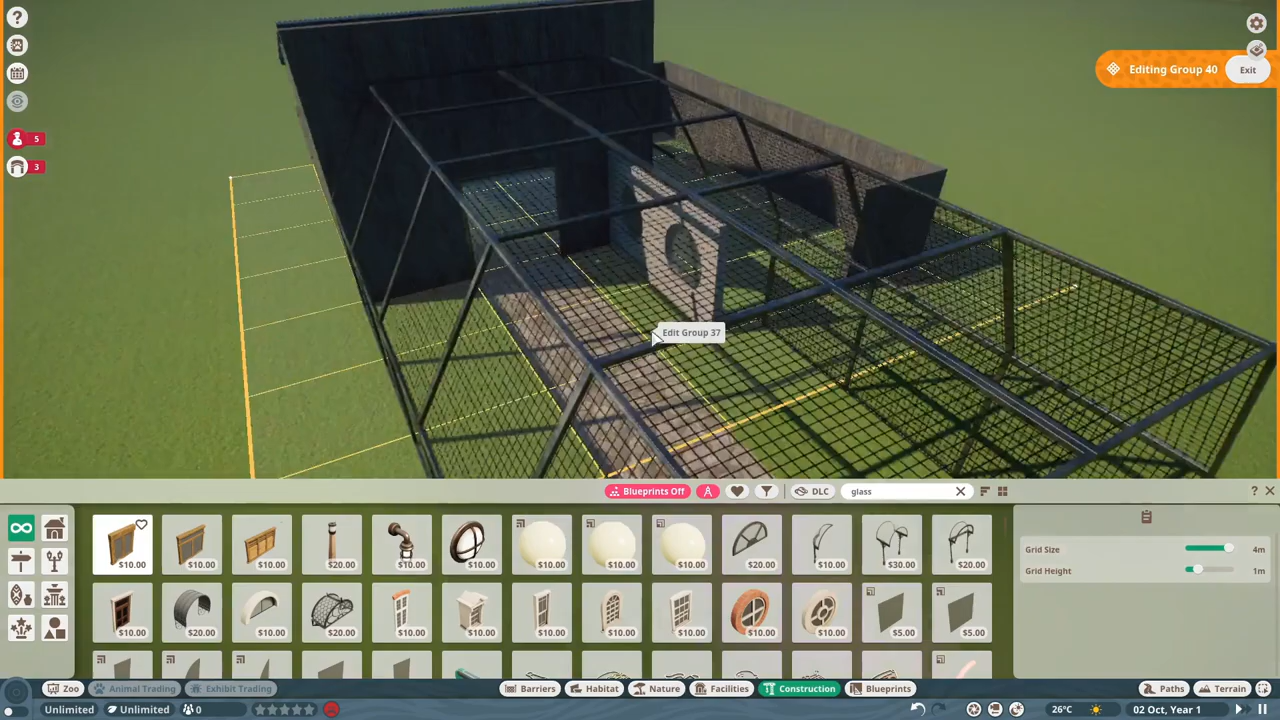 ?
Editing Group 40
Exit
5
3
Edit Group 37
Blueprints Off
DLC
glass
?
$10.00
$10.00
$10.00
$20.00
$10.00
$10.00
$10.00
$10.00
$10.00
$20.00
$10.00
$30.00
$20.00
Grid Size
4m
Grid Height
1m
$10.00
$20.00
$10.00
$20.00
$10.00
$10.00
$10.00
$10.00
$10.00
$10.00
$10.00
$5.00
$5.00
Zoo
Animal Trading
Exhibit Trading
Barriers
Habitat
Nature
Facilities
Construction
Blueprints
Paths
Terrain
Unlimited
Unlimited
0
26°C
02 Oct, Year 1